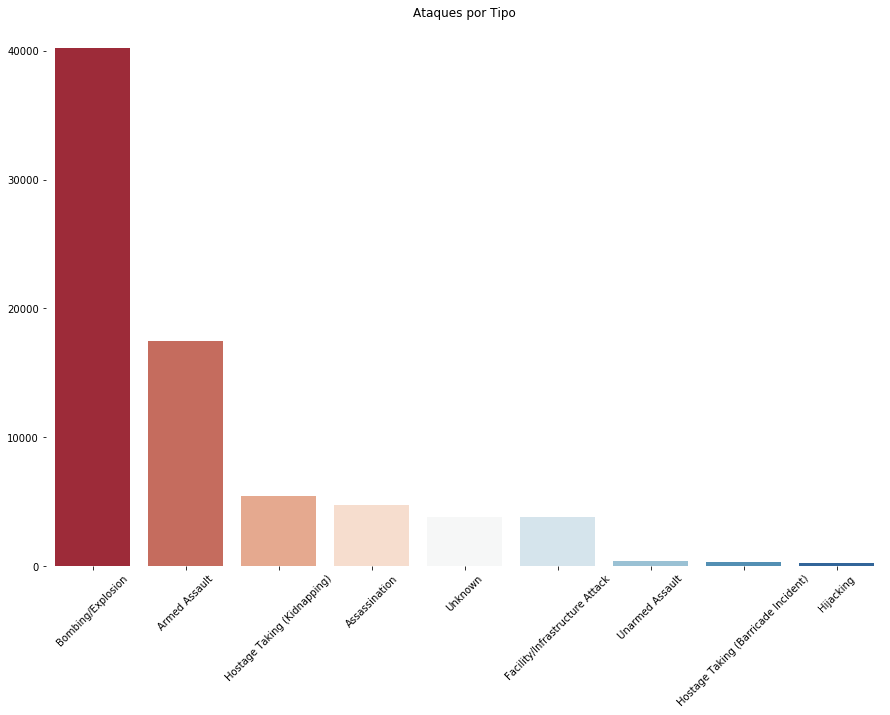 Ataques por Tipo
40000
30000
20000
10000
0
Bombing/Explosion
Armed Assault
Hostage Taking (Kidnapping)
Assassination
Unknown
Facility/Infrastructure Attack
Unarmed Assault
Hostage Taking (Barricade Incident)
Hijacking